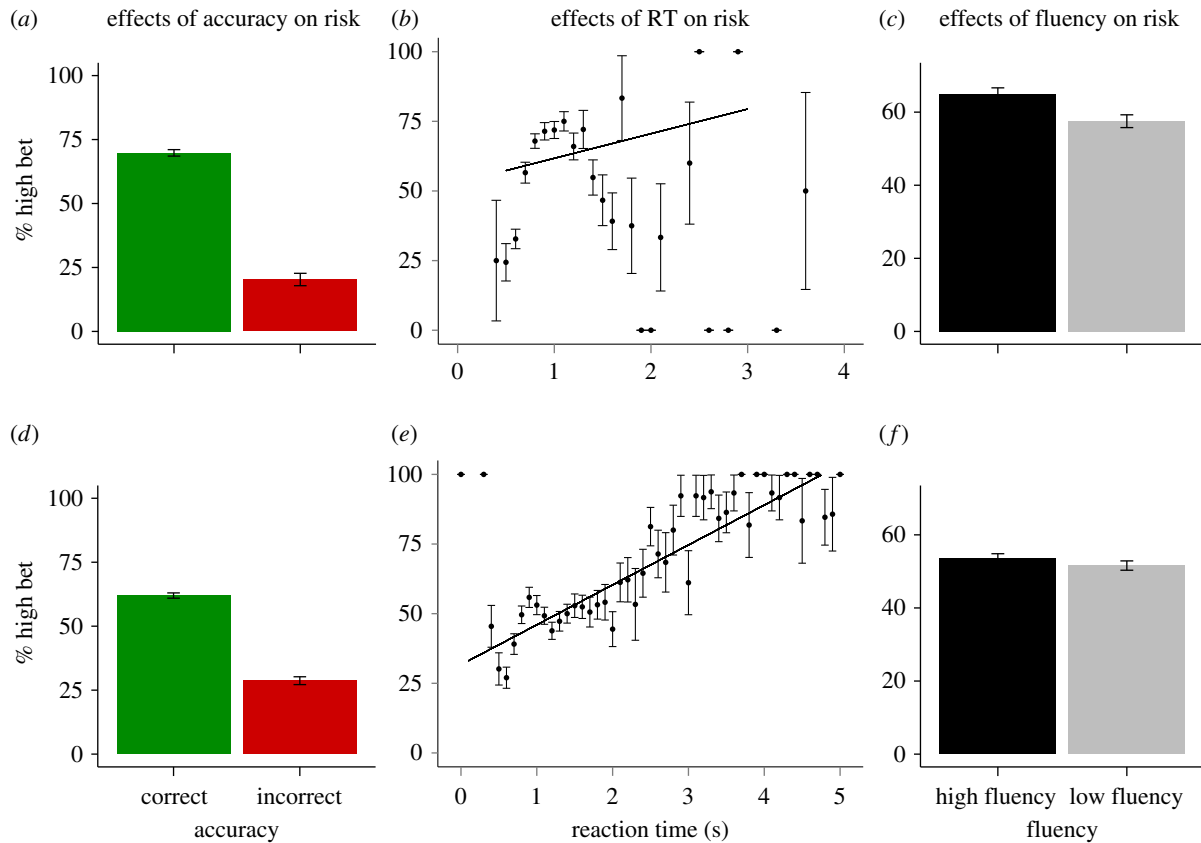 (a) effects of accuracy on risk
% high bet
100
75
50
25
0
(b) effects of RT on risk
100
75
50
25
0
0 1 2 3 4
(c) effects of fluency on risk
60
40
20
0
(d)
% high bet
100
75
50
25
0
correct incorrect
accuracy
(e)
100
75
50
25
0
0 1 2 3 4 5
reaction time (s)
(f)
60
40
20
0
high fluency low fluency
fluency